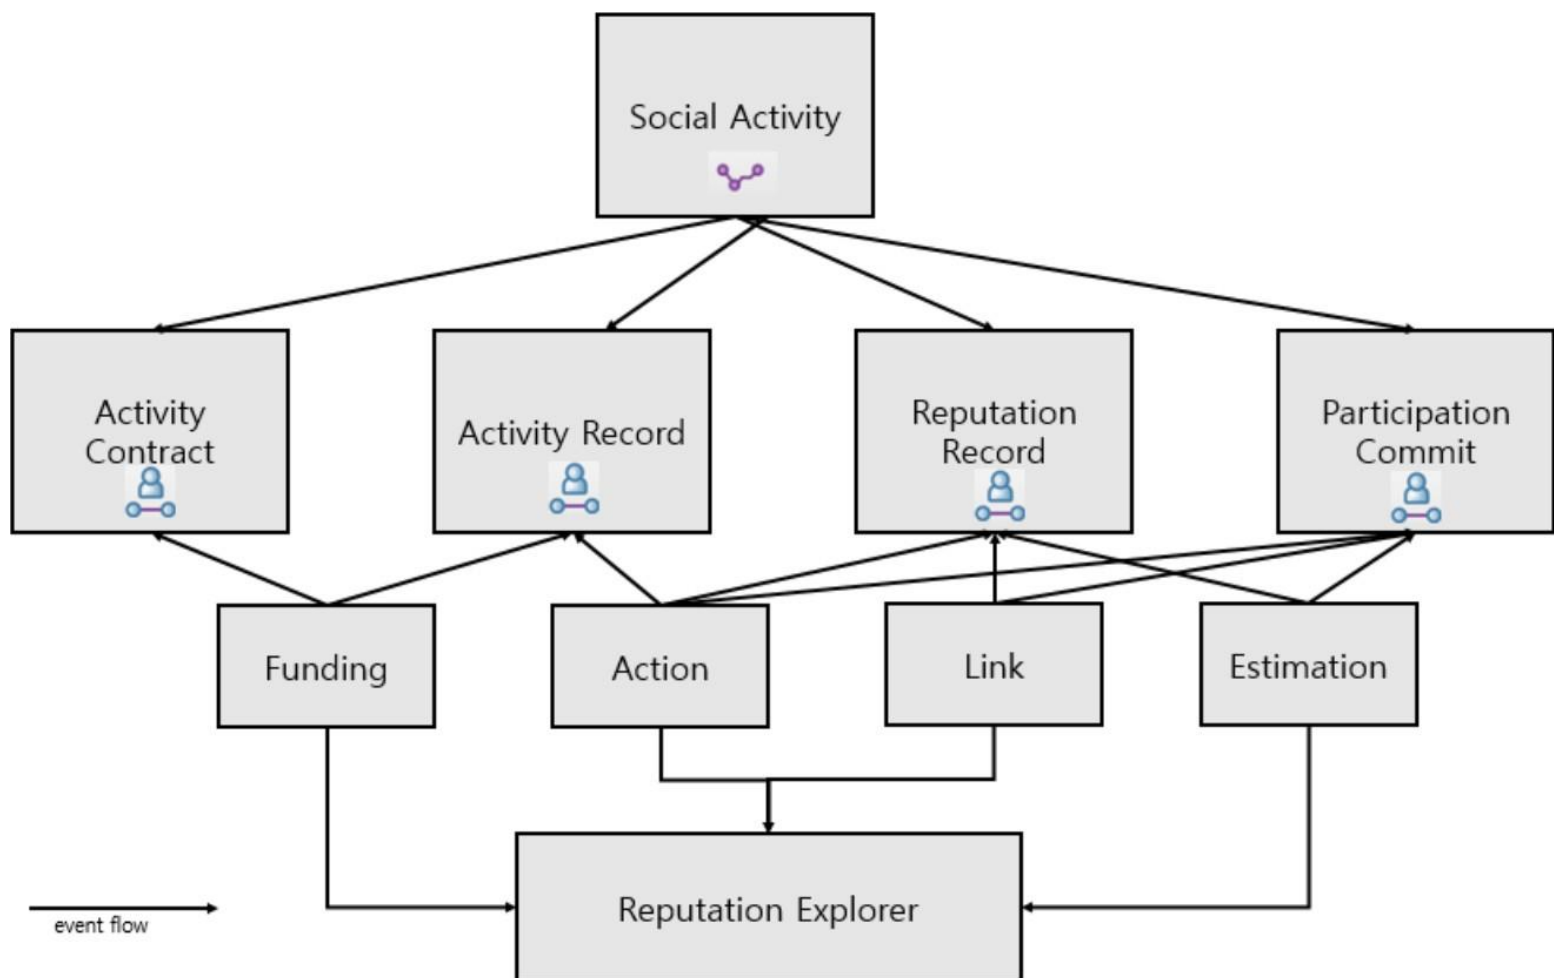 Social Activity
Activity
Contract
Activity Record
Reputation
Record
Participation
Commit
Funding
Action
Link
Estimation
Reputation Explorer
event flow